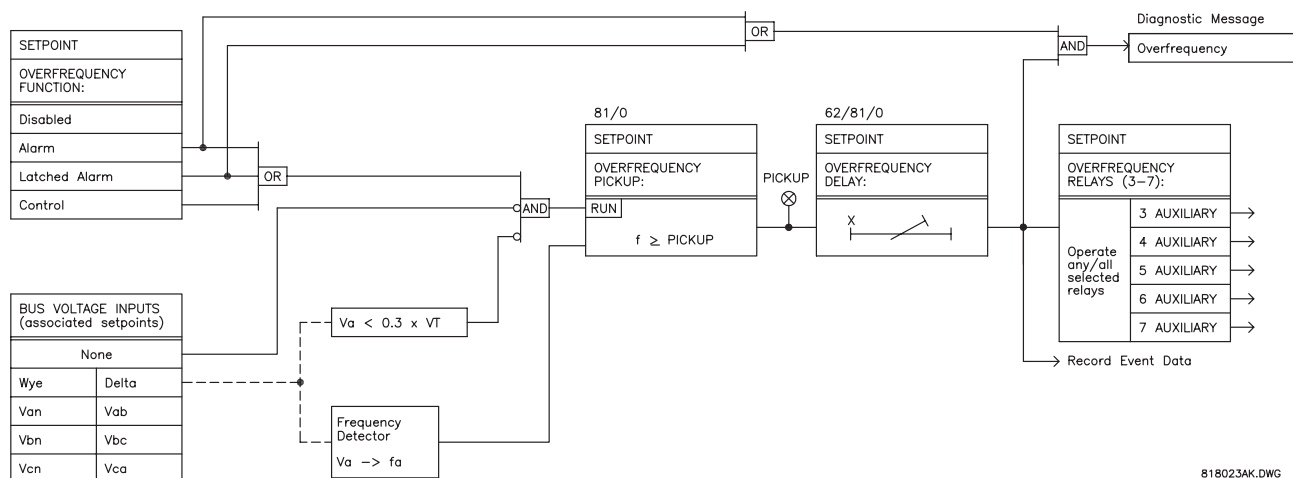 SETPOINT
OVERFREQUENCY
FUNCTION:
Disabled
Alarm
Latched Alarm
Control
OR
BUS VOLTAGE INPUTS
(associated setpoints)
None
Wye Delta
Van Vab
Vbn Vbc
Vcn Vca
Va < 0.3 x VT
Frequency
Detector
Va -> fa
AND
81/0
SETPOINT
OVERFREQUENCY
PICKUP:
RUN
f ≥ PICKUP
PICKUP
62/81/0
SETPOINT
OVERFREQUENCY
DELAY:
X
OR
AND
Diagnostic Message
Overfrequency
SETPOINT
OVERFREQUENCY
RELAYS (3-7):
Operate
any/all
selected
relays
3 AUXILIARY
4 AUXILIARY
5 AUXILIARY
6 AUXILIARY
7 AUXILIARY
Record Event Data
818023AK.DWG